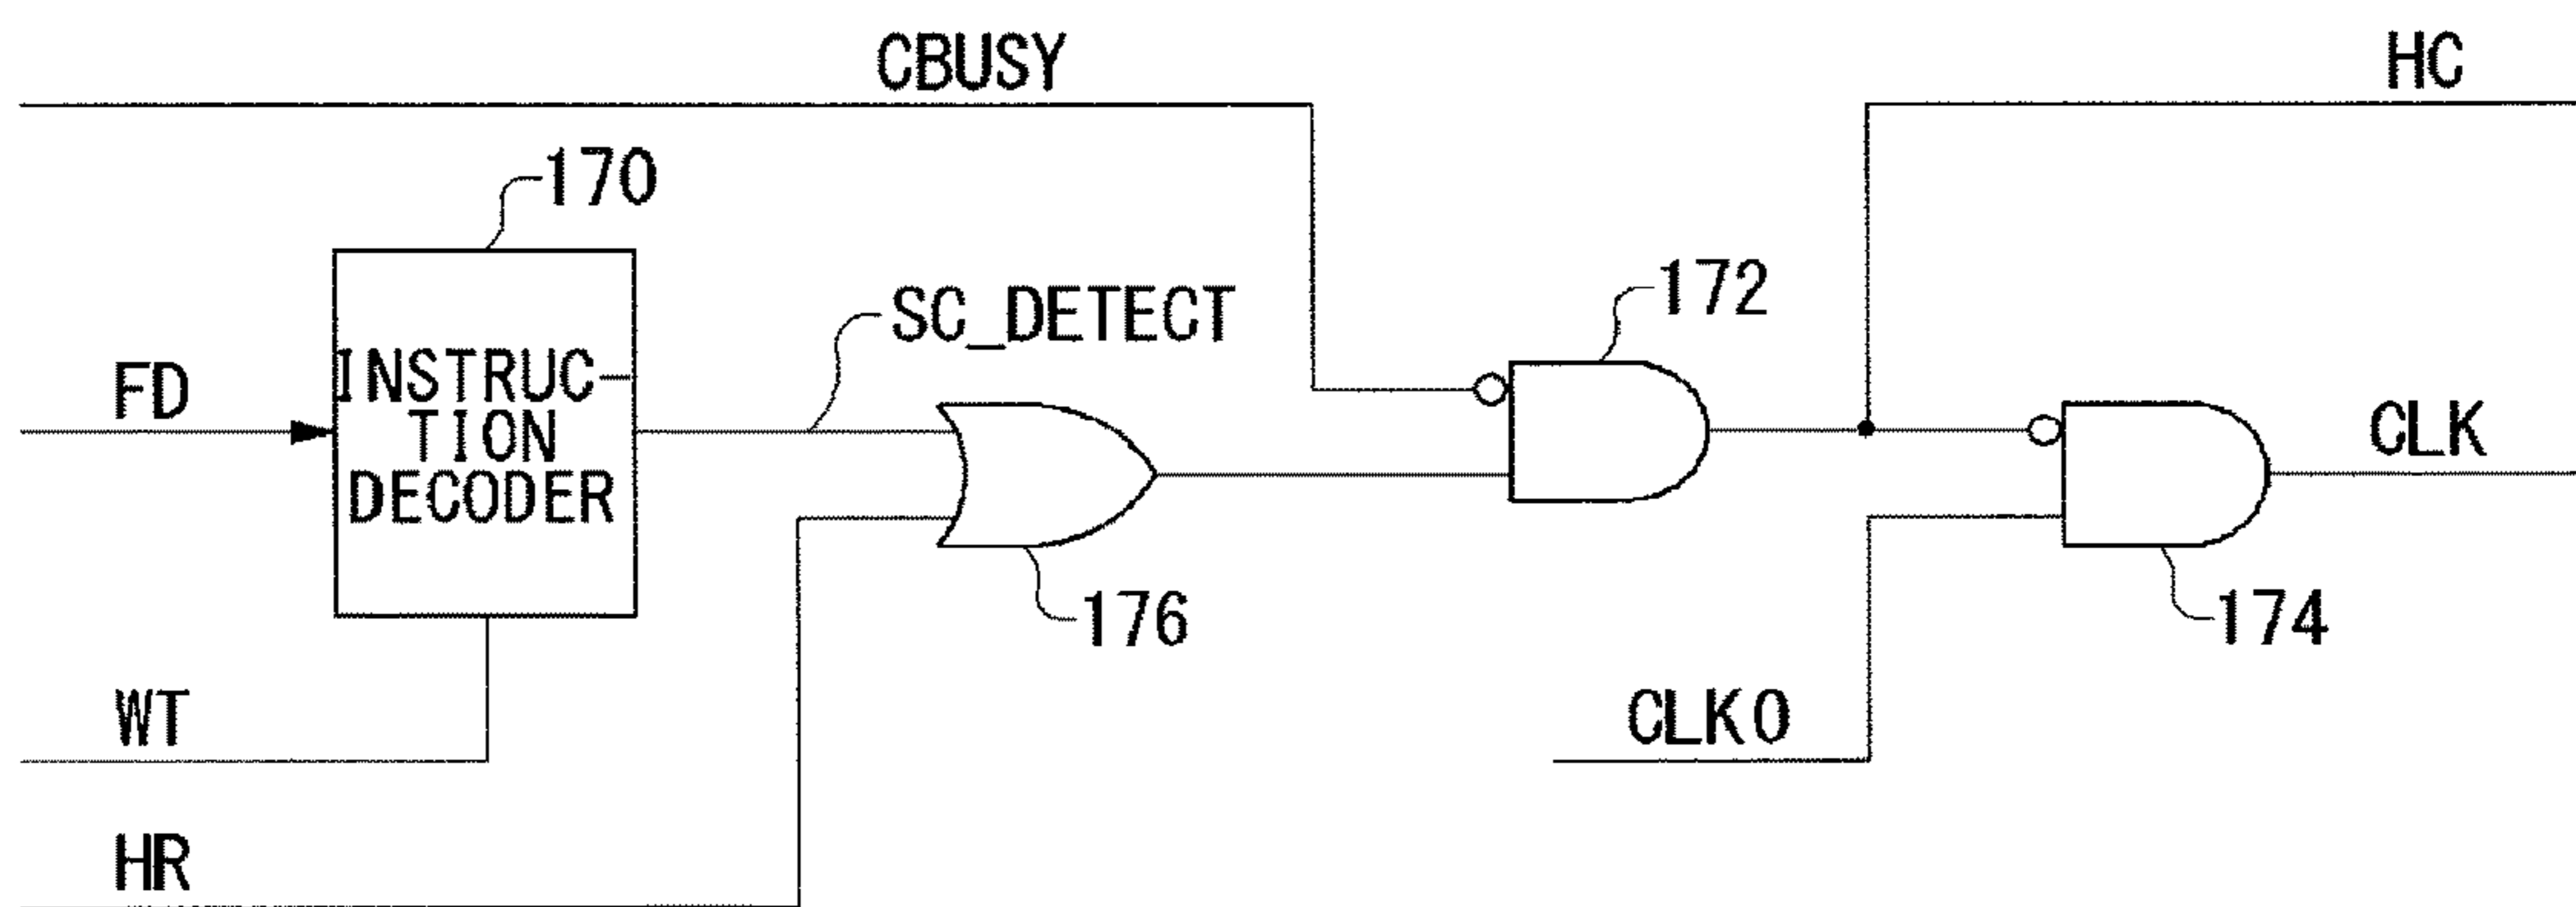 CBUSY
HC
170
172
SC_DETECT
FD
INSTRUC-
TION
DECODER
CLK
176
174
WT
CLK0
HR